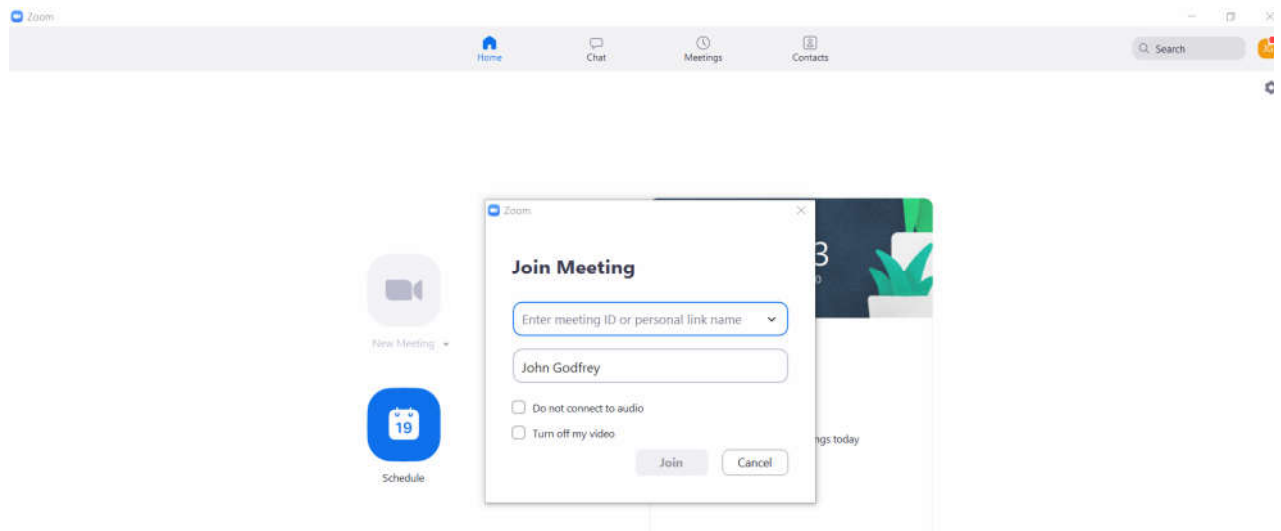 Zoom
Home
Chat
Meetings
Contacts
Search
Zoom
Join Meeting
3
0
Enter meeting ID or personal link name
New Meeting
John Godfrey
Do not connect to audio
19
Turn off my video
ngs today
Join
Cancel
Schedule